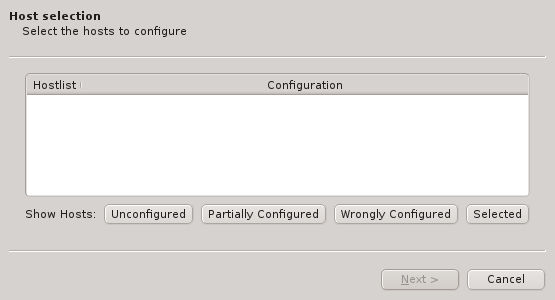 Host selection
Select the hosts to configure
Hostlist Configuration
Show Hosts: Unconfigured Partially Configured Wrongly Configured Selected
Next > Cancel